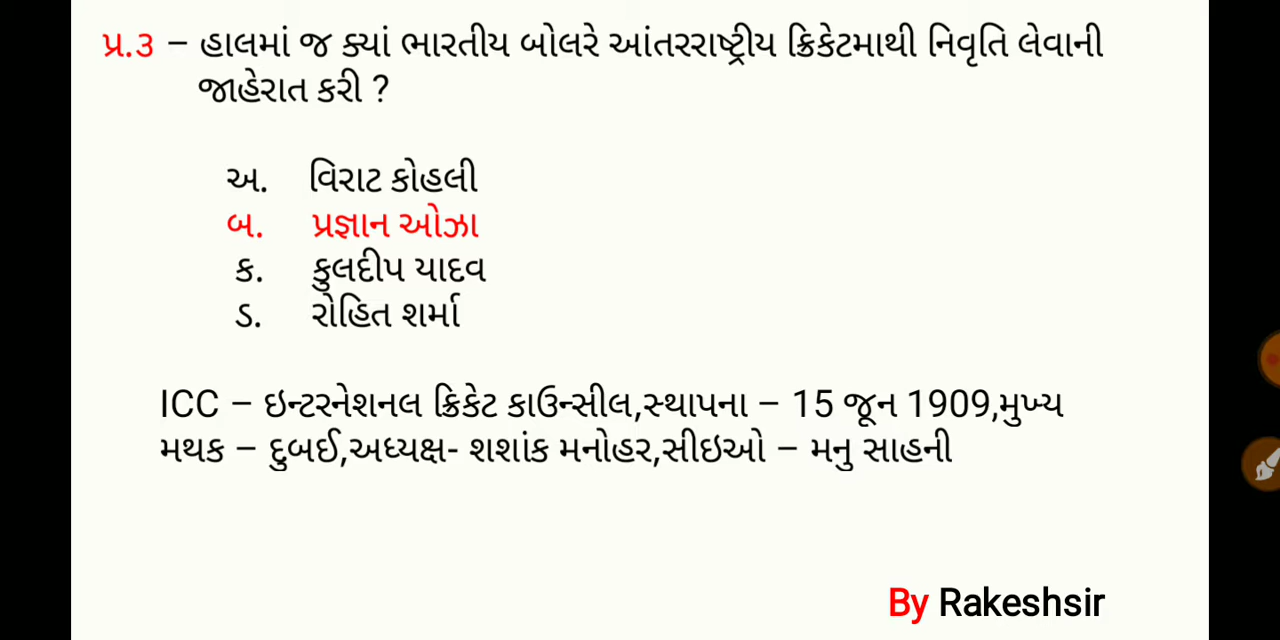 પ્ર.૩ – હાલમાં જ ક્યાં ભારતીય બોલરે આંતરરાષ્ટ્રીય ક્રિકેટમાથી નિવૃતિ લેવાની
જાહેરાત કરી ?
અ. વિરાટ કોહલી
બ. પ્રજ્ઞાન ઓઝા
ક. કુલદીપ યાદવ
ડ. રોહિત શર્મા
ICC – ઇન્ટરનેશનલ ક્રિકેટ કાઉન્સીલ,સ્થાપના – 15 જૂન 1909,મુખ્ય
મથક – દુબઈ,અધ્યક્ષ- શશાંક મનોહર,સીઇઓ – મનુ સાહની
By Rakeshsir